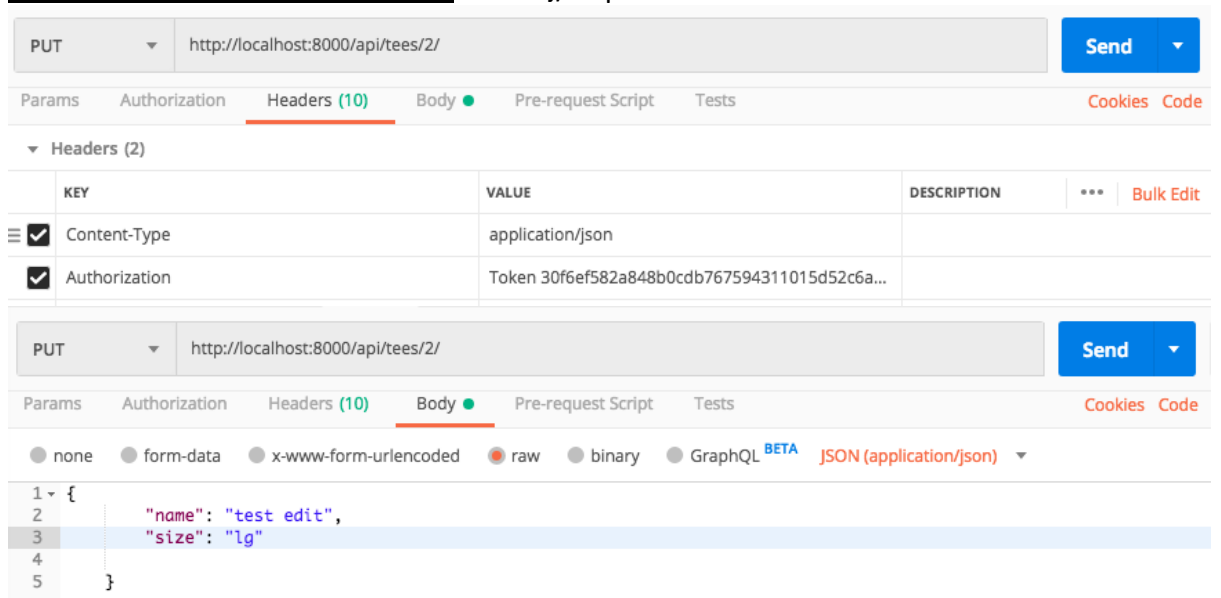 PUT http://localhost:8000/api/tees/2/ Send
Params Authorization Headers (10) Body Pre-request Script Tests Cookies Code
Headers (2)
KEY VALUE DESCRIPTION ••• Bulk Edit
Content-Type application/json
Authorization Token 30f6ef582a848b0cdb767594311015d52c6a...
PUT http://localhost:8000/api/tees/2/ Send
Params Authorization Headers (10) Body Pre-request Script Tests Cookies Code
none form-data x-www-form-urlencoded raw binary GraphQL BETA JSON (application/json)
1 {
2 "name": "test edit",
3 "size": "lg"
4
5 }